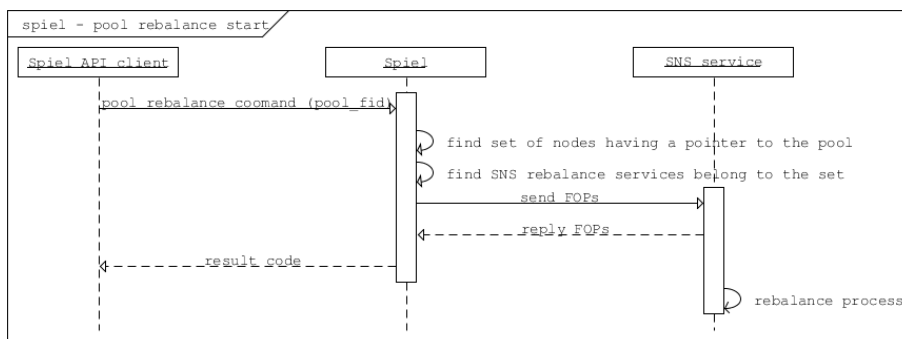 spiel - pool rebalance start
Spiel API client
Spiel
SNS service
pool rebalance coomand (pool_fid)
find set of nodes having a pointer to the pool
find SNS rebalance services belong to the set
send FOPs
reply FOPs
result code
rebalance process